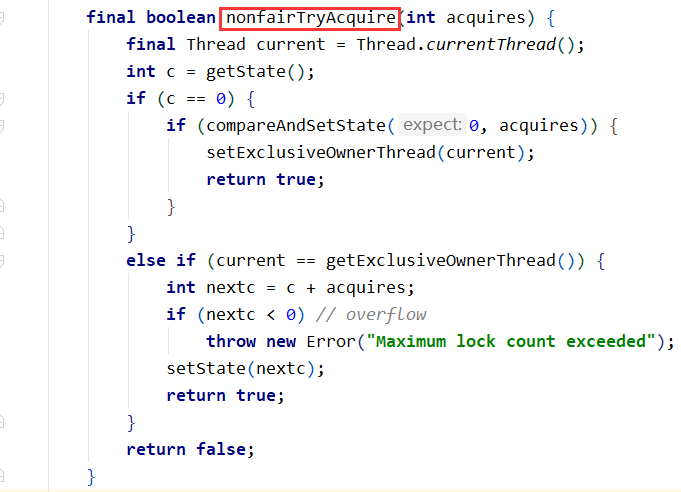 final boolean nonfairTryAcquire(int acquires) {
    final Thread current = Thread.currentThread();
    int c = getState();
    if (c == 0) {
        if (compareAndSetState( expect: 0, acquires)) {
            setExclusiveOwnerThread(current);
            return true;
        }
    }
    else if (current == getExclusiveOwnerThread()) {
        int nextc = c + acquires;
        if (nextc < 0) // overflow
            throw new Error("Maximum lock count exceeded");
        setState(nextc);
        return true;
    }
    return false;
}